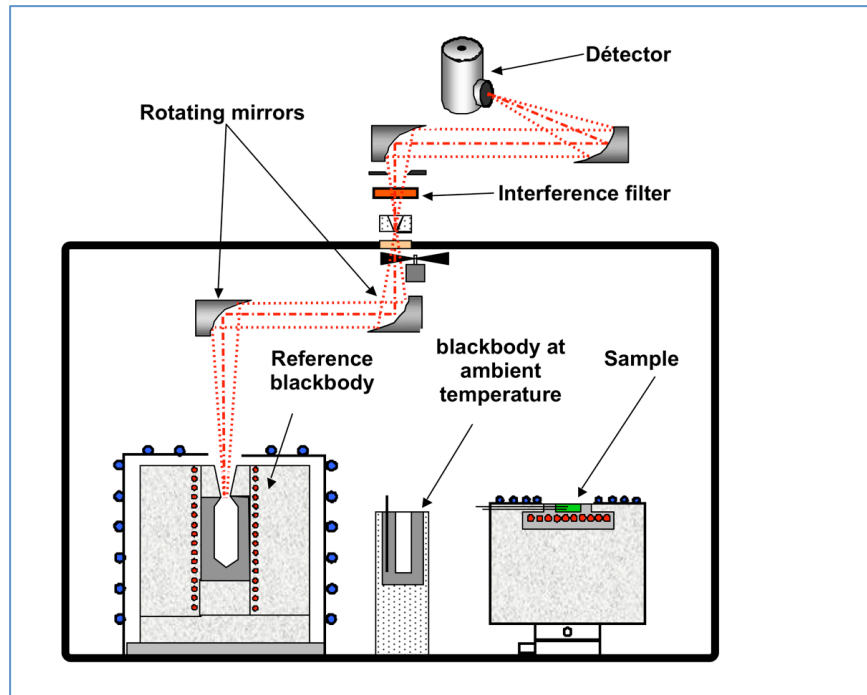 Détector
Rotating mirrors
Interference filter
Reference
blackbody
blackbody at
ambient
temperature
Sample